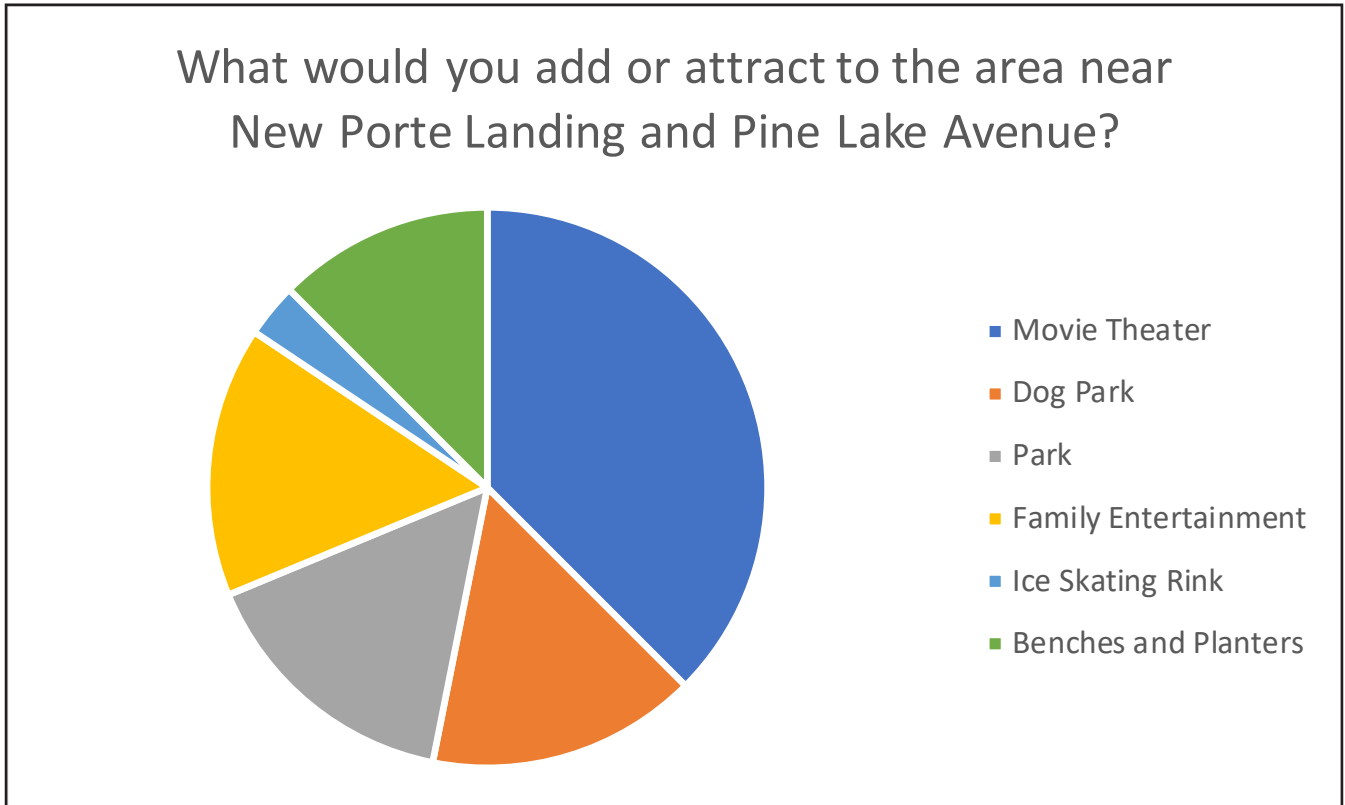 What would you add or attract to the area near
New Porte Landing and Pine Lake Avenue?
Movie Theater
Dog Park
Park
Family Entertainment
Ice Skating Rink
Benches and Planters